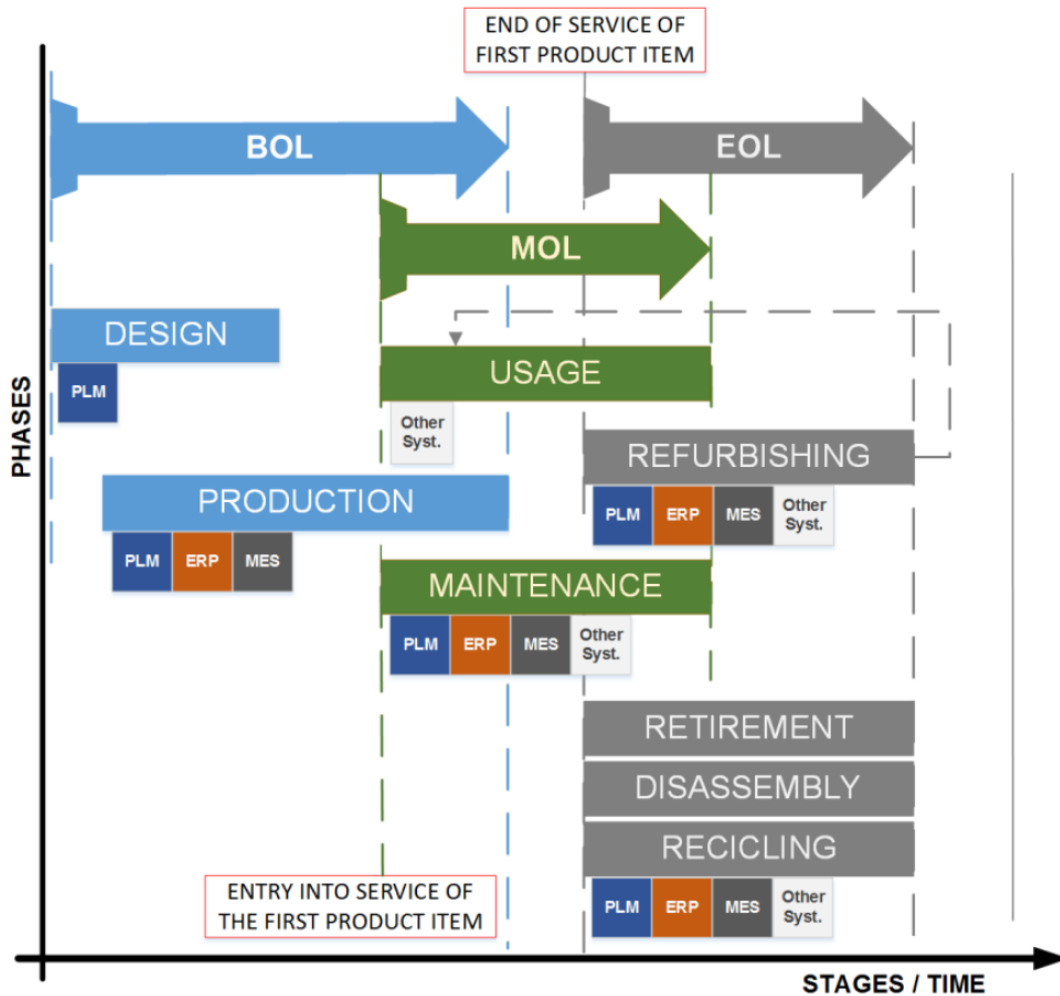 END OF SERVICE OF
FIRST PRODUCT ITEM
BOL
EOL
MOL
DESIGN
PLM
USAGE
Other
Syst.
REFURBISHING
PLM ERP MES Other
Syst.
PRODUCTION
PLM ERP MES
MAINTENANCE
PLM ERP MES Other
Syst.
RETIREMENT
DISASSEMBLY
RECICLING
PLM ERP MES Other
Syst.
ENTRY INTO SERVICE OF
THE FIRST PRODUCT ITEM
PHASES
STAGES / TIME